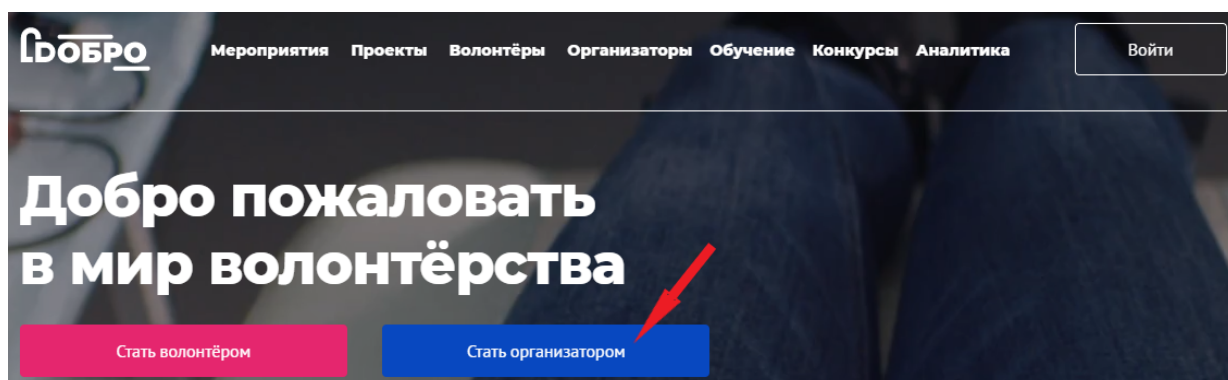 Добро
Мероприятия Проекты Волонтёры Организаторы Обучение Конкурсы Аналитика Войти
Добро пожаловать
в мир волонтёрства
Стать волонтёром Стать организатором